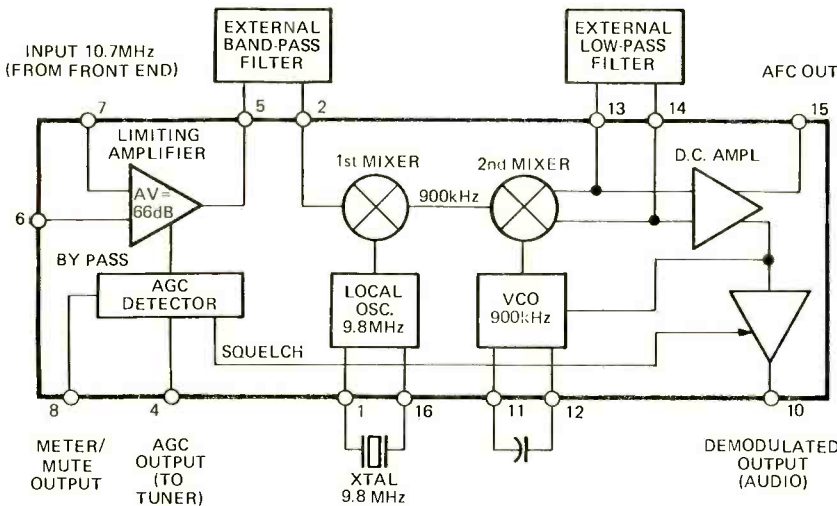 EXTERNAL
BAND-PASS
FILTER
EXTERNAL
LOW-PASS
FILTER
INPUT 10.7MHz
(FROM FRONT END)
AFC OUT
7
5
2
13
14
15
LIMITING
AMPLIFIER
1st MIXER
2nd MIXER
D.C. AMPL
AV=
66dB
900kHz
6
BY PASS
AGC
DETECTOR
LOCAL
OSC.
9.8MHz
VCO
900kHz
SQUELCH
8
4
1
16
11
12
10
METER/
MUTE
OUTPUT
AGC
OUTPUT
(TO
TUNER)
XTAL
9.8MHz
DEMODULATED
OUTPUT
(AUDIO)